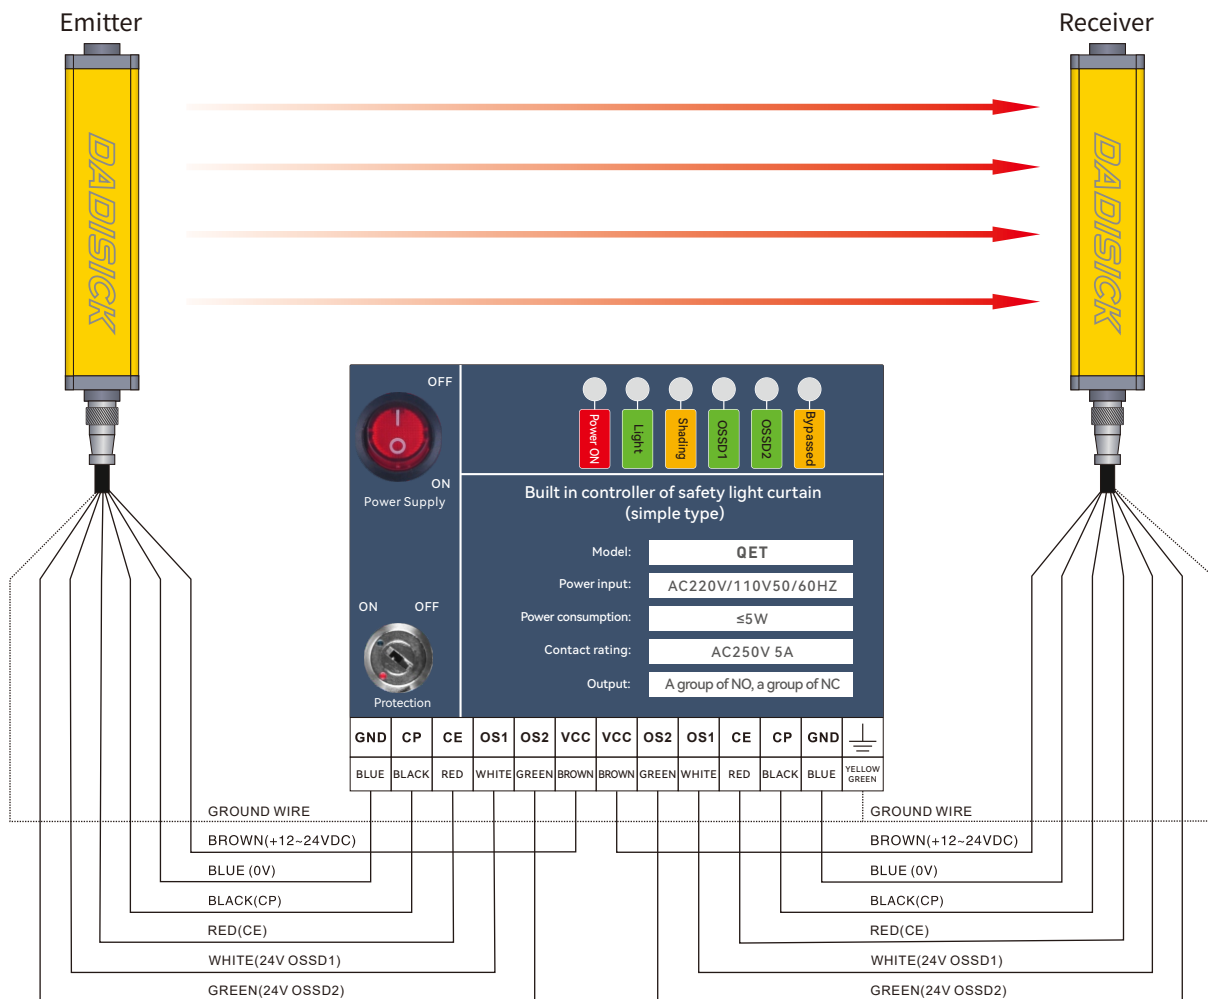 Emitter
Receiver
DADISICK
DADISICK
OFF
ON
Power Supply
Power ON
Light
Shading
OSSD1
OSSD2
Bypassed
Built in controller of safety light curtain
(simple type)
Model: QET
Power input: AC220V/110V50/60HZ
Power consumption: ≤5W
Contact rating: AC250V 5A
Output: A group of NO, a group of NC
ON OFF
Protection
GND CP CE OS1 OS2 VCC VCC OS2 OS1 CE CP GND
BLUE BLACK RED WHITE GREEN BROWN BROWN GREEN WHITE RED BLACK BLUE YELLOW
GREEN
GROUND WIRE GROUND WIRE
BROWN(+12~24VDC) BROWN(+12~24VDC)
BLUE (0V) BLUE (0V)
BLACK(CP) BLACK(CP)
RED(CE) RED(CE)
WHITE(24V OSSD1) WHITE(24V OSSD1)
GREEN(24V OSSD2) GREEN(24V OSSD2)